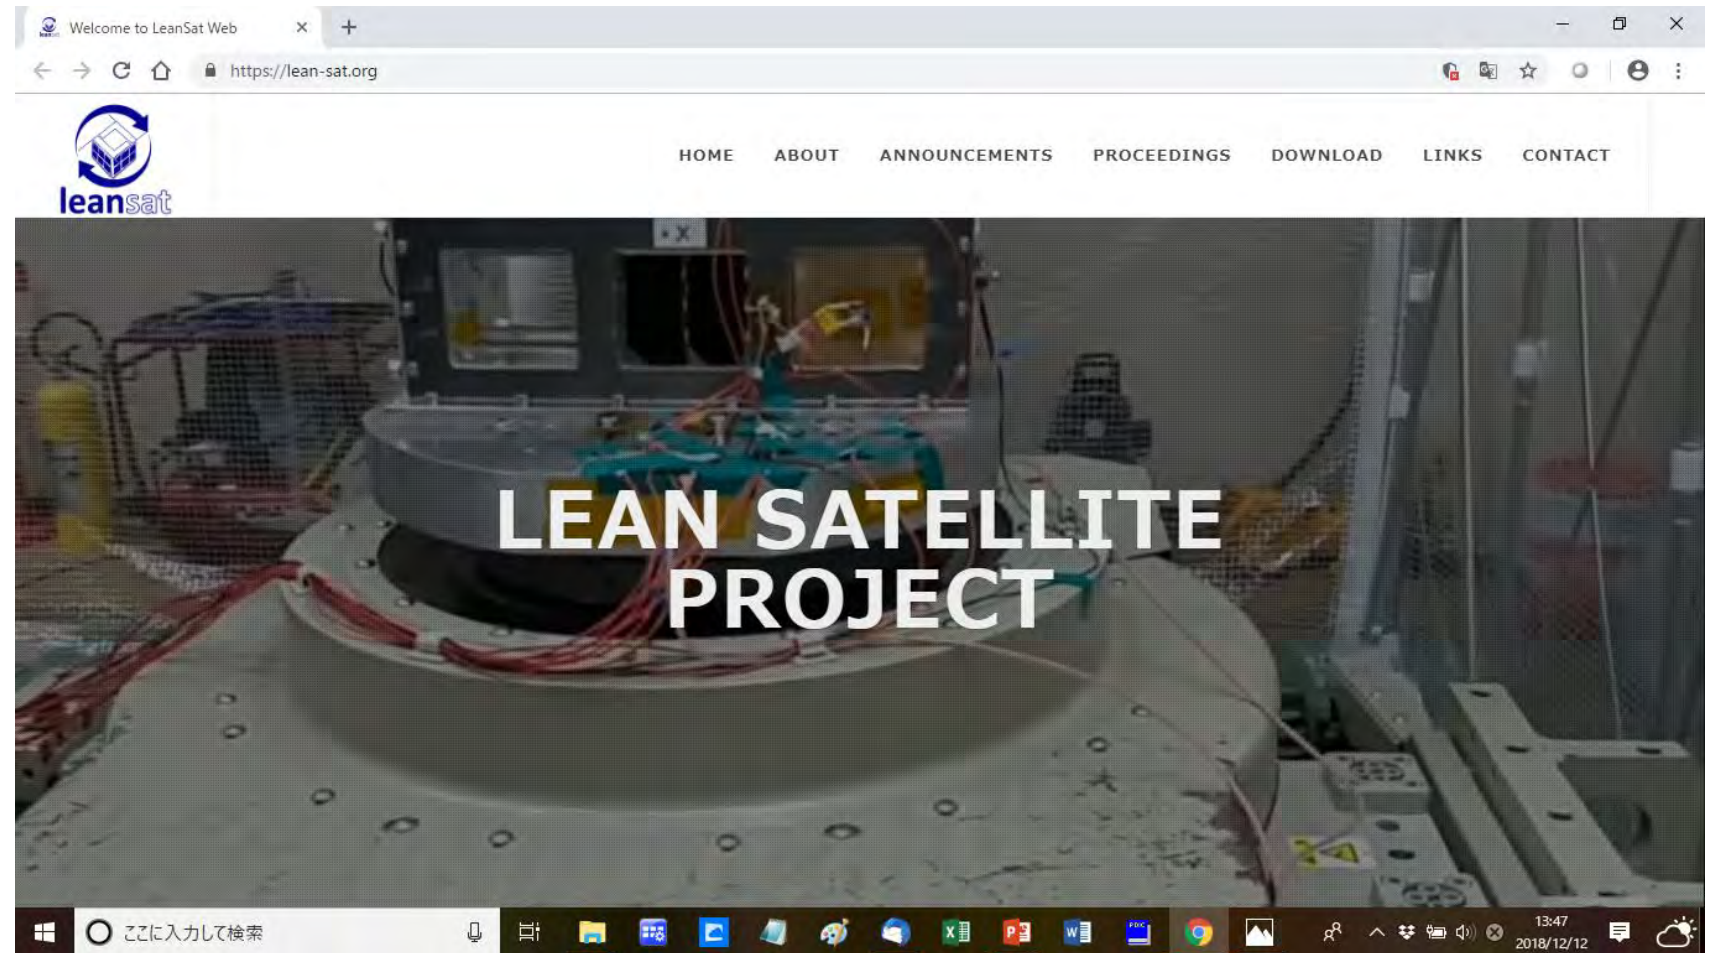 Welcome to LeanSat Web
https://lean-sat.org
leansat
HOME ABOUT ANNOUNCEMENTS PROCEEDINGS DOWNLOAD LINKS CONTACT
X
LEAN SATELLITE
PROJECT
ここに入力して検索
PDIC
13:47
2018/12/12